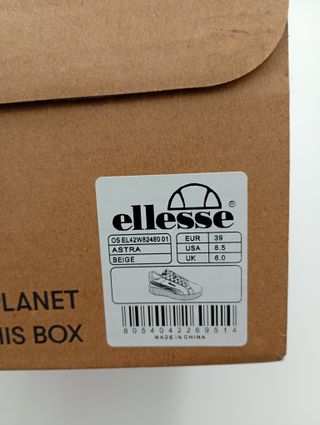 ellesse®
OS EL42W82480 01
ASTRA
BEIGE
EUR 39
USA 8.5
UK 6.0
6054042269514
MADE IN CHINA
PLANET
HIS BOX